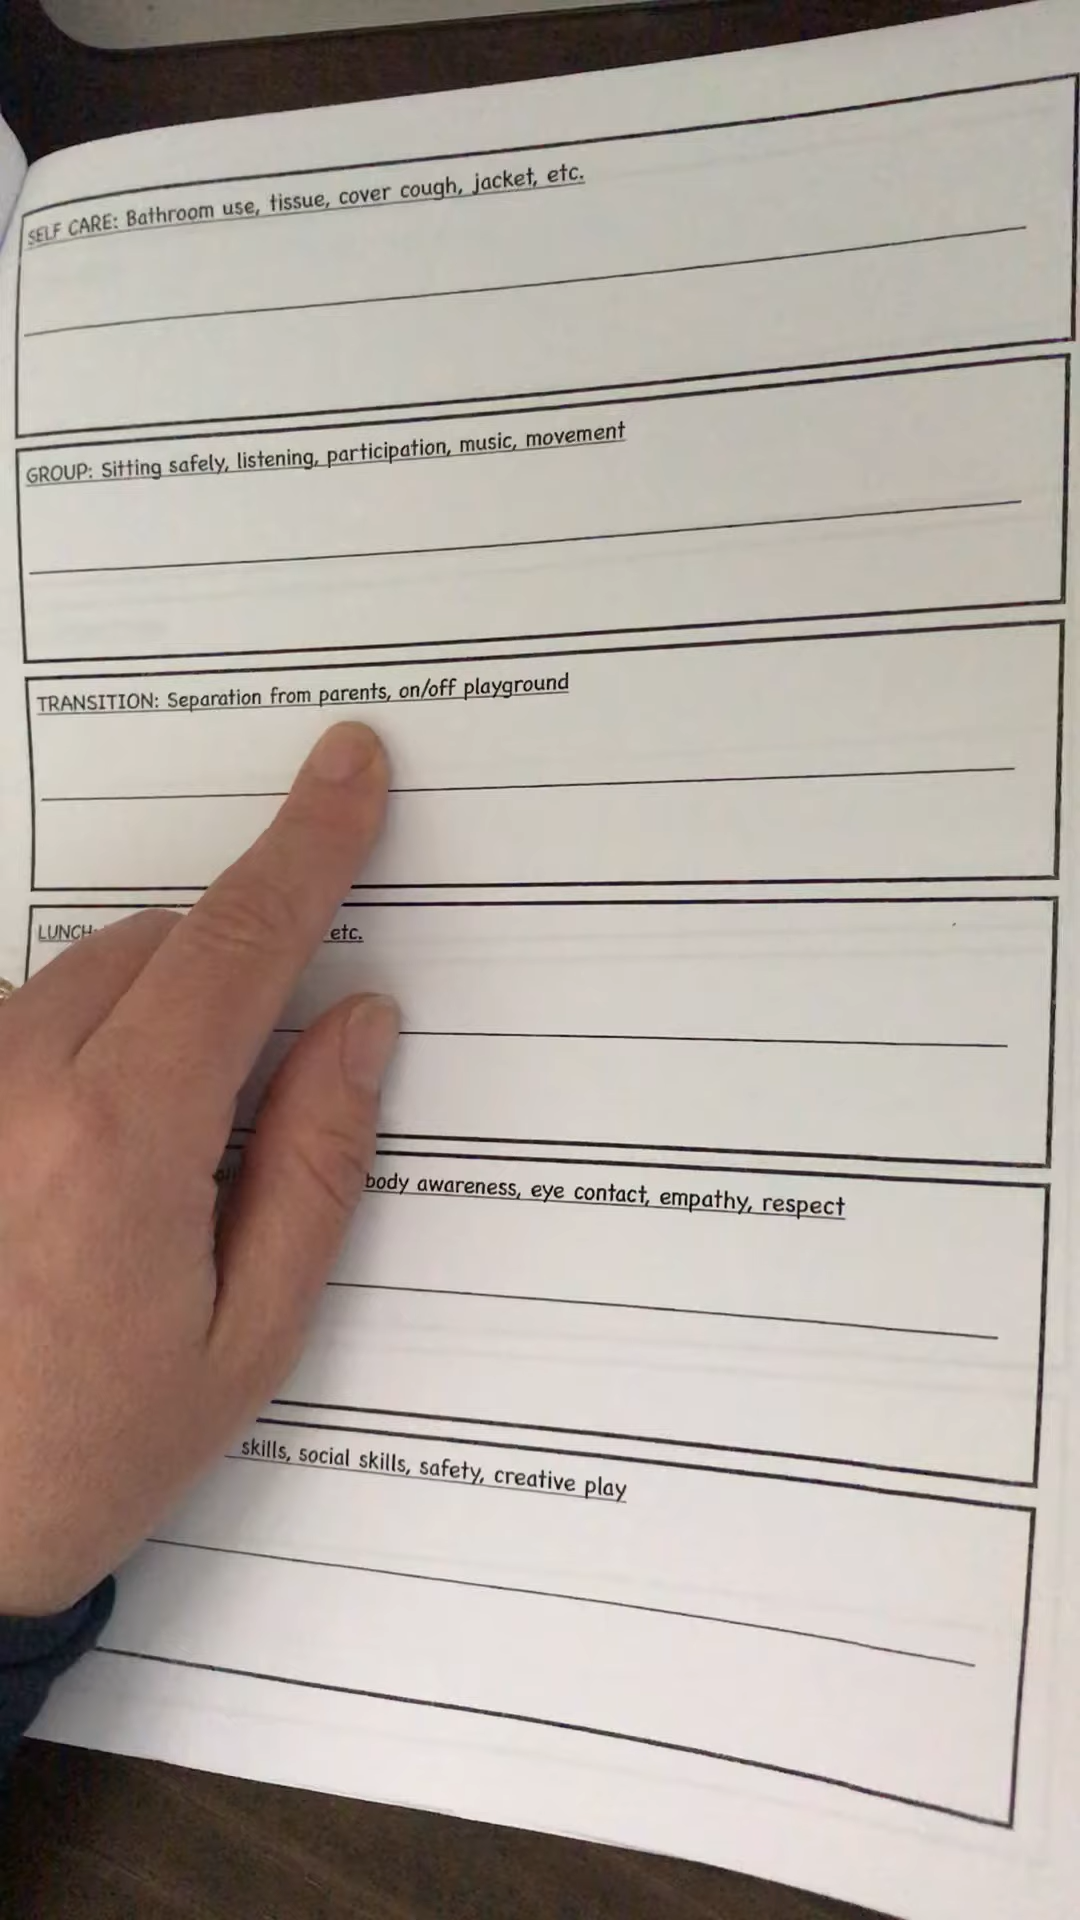 SELF CARE: Bathroom use, tissue, cover cough, jacket, etc.
GROUP: Sitting safely, listening, participation, music, movement
TRANSITION: Separation from parents, on/off playground
LUNCH: etc.
body awareness, eye contact, empathy, respect
skills, social skills, safety, creative play